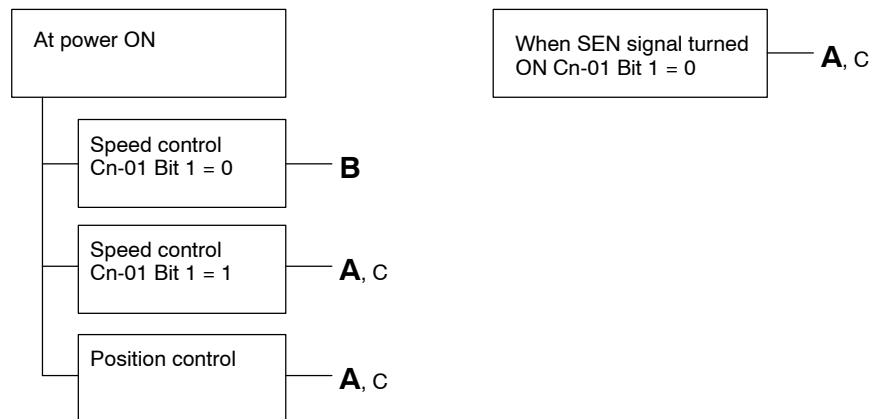 At power ON
Speed control
Cn-01 Bit 1 = 0
B
Speed control
Cn-01 Bit 1 = 1
A, C
Position control
A, C
When SEN signal turned
ON Cn-01 Bit 1 = 0
A, C